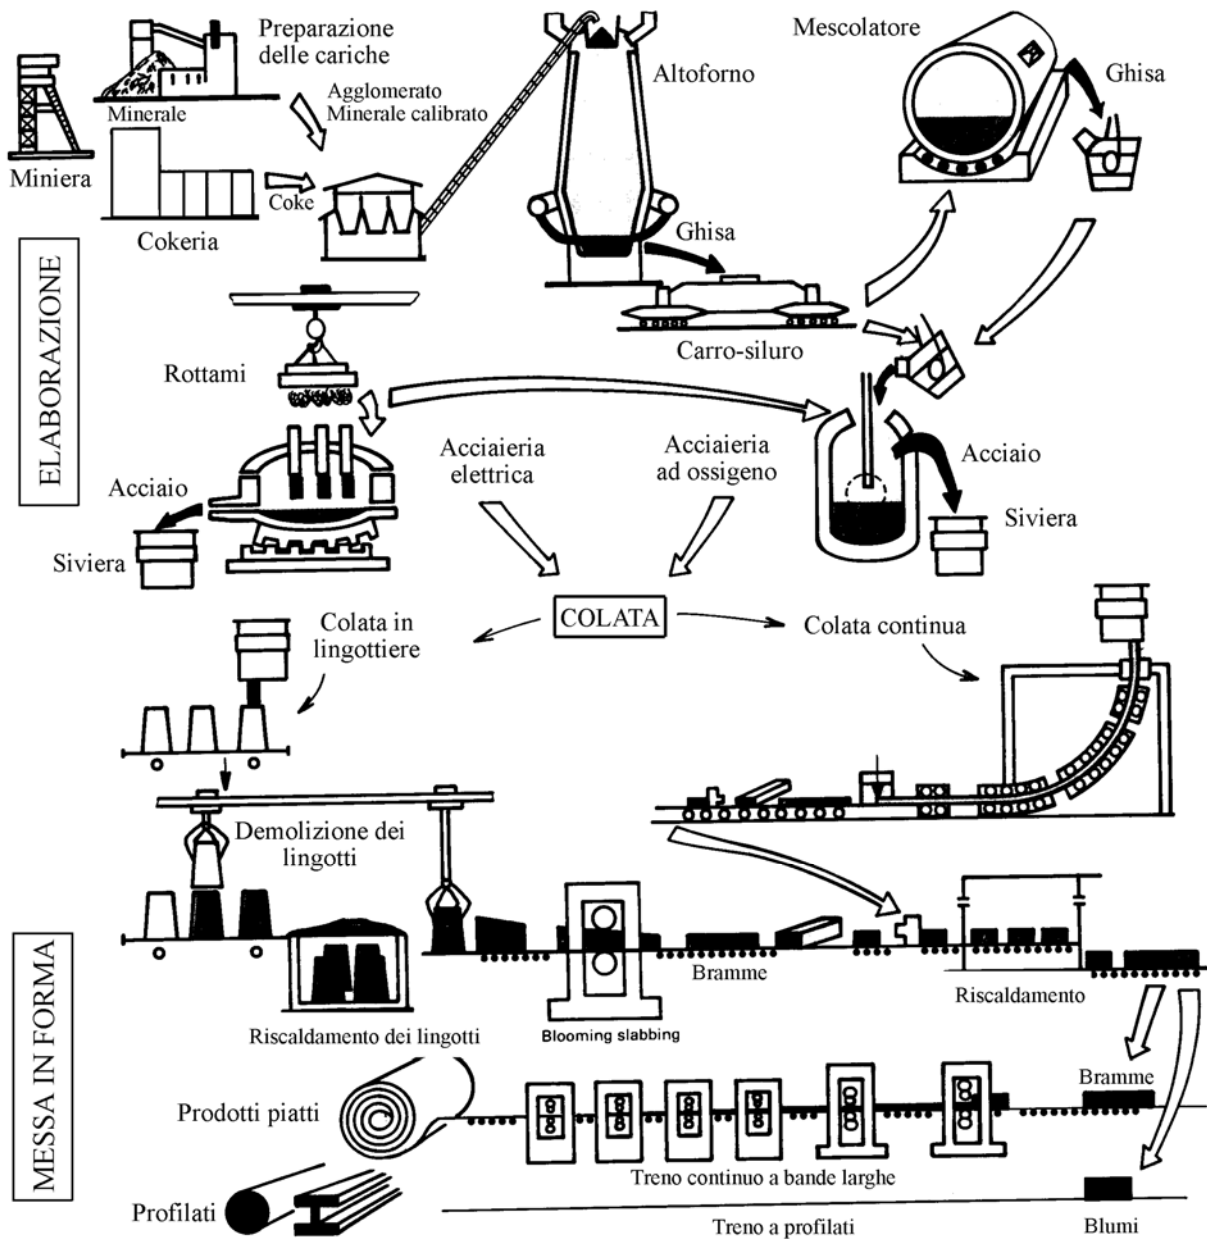 Preparazione
delle cariche
Mescolatore
Altoforno
Ghisa
Agglomerato
Minerale calibrato
Minerale
Miniera
Coke
Cokeria
Ghisa
ELABORAZIONE
Carro-siluro
Rottami
Acciaieria
elettrica
Acciaieria
ad ossigeno
Acciaio
Acciaio
Siviera
Siviera
COLATA
Colata in
lingottiere
Colata continua
Demolizione dei
lingotti
MESSA IN FORMA
Bramme
Riscaldamento
Riscaldamento dei lingotti
Blooming slabbing
Bramme
Prodotti piatti
Treno continuo a bande larghe
Profilati
Treno a profilati
Blumi